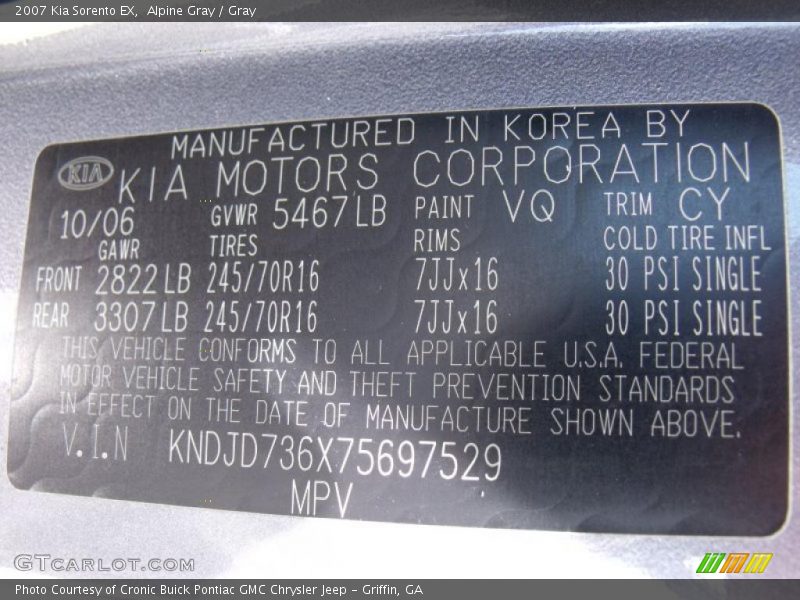 2007 Kia Sorento EX, Alpine Gray / Gray
MANUFACTURED IN KOREA BY
KIA KIA MOTORS CORPORATION
10/06 GVWR 5467LB PAINT VQ TRIM CY
GAWR TIRES RIMS COLD TIRE INFL
FRONT 2822LB 245/70R16 7JJx16 30 PSI SINGLE
REAR 3307LB 245/70R16 7JJx16 30 PSI SINGLE
THIS VEHICLE CONFORMS TO ALL APPLICABLE U.S.A. FEDERAL
MOTOR VEHICLE SAFETY AND THEFT PREVENTION STANDARDS
IN EFFECT ON THE DATE OF MANUFACTURE SHOWN ABOVE.
V.I.N KNDJD736X75697529
MPV
GTCARLOT.COM
Photo Courtesy of Cronic Buick Pontiac GMC Chrysler Jeep - Griffin, GA